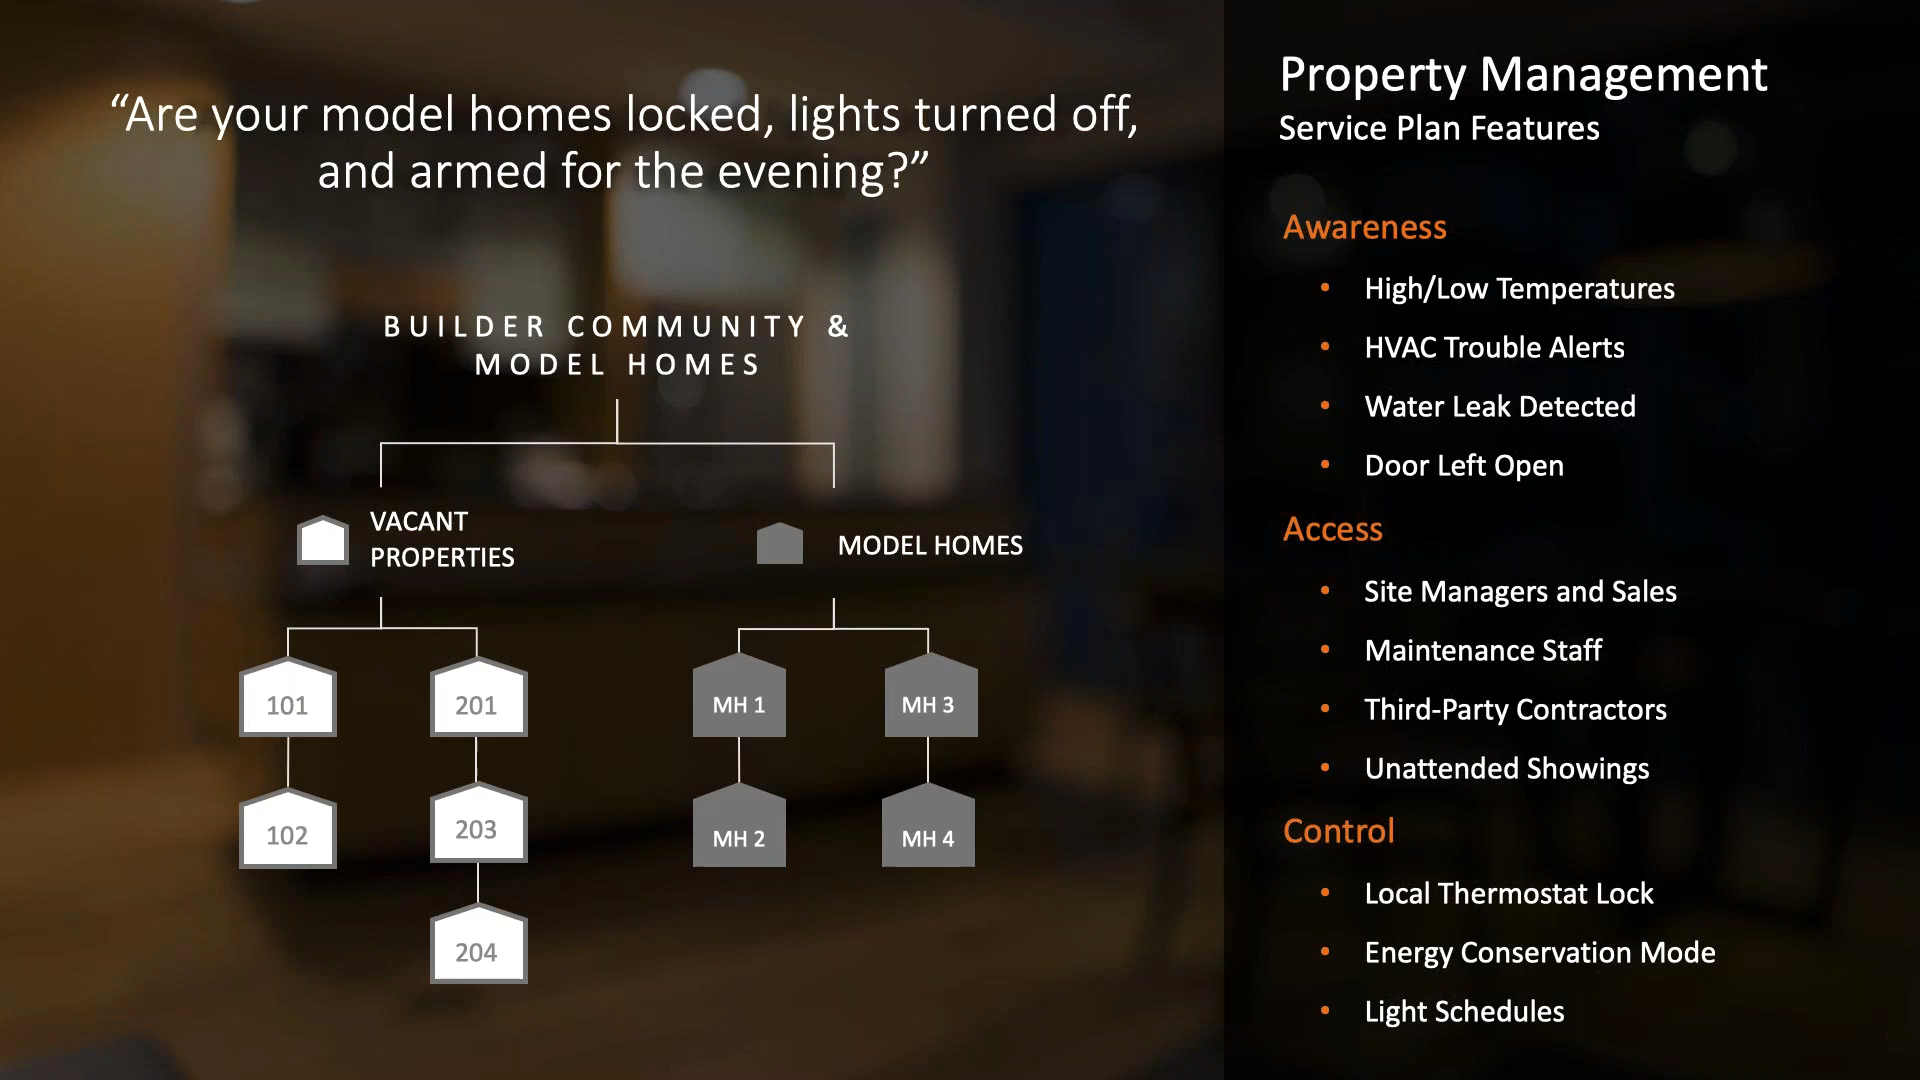 “Are your model homes locked, lights turned off,
and armed for the evening?”
BUILDER COMMUNITY &
MODEL HOMES
VACANT
PROPERTIES
MODEL HOMES
101
201
MH 1
MH 3
102
203
MH 2
MH 4
204
Property Management
Service Plan Features
Awareness
• High/Low Temperatures
• HVAC Trouble Alerts
• Water Leak Detected
• Door Left Open
Access
• Site Managers and Sales
• Maintenance Staff
• Third-Party Contractors
• Unattended Showings
Control
• Local Thermostat Lock
• Energy Conservation Mode
• Light Schedules